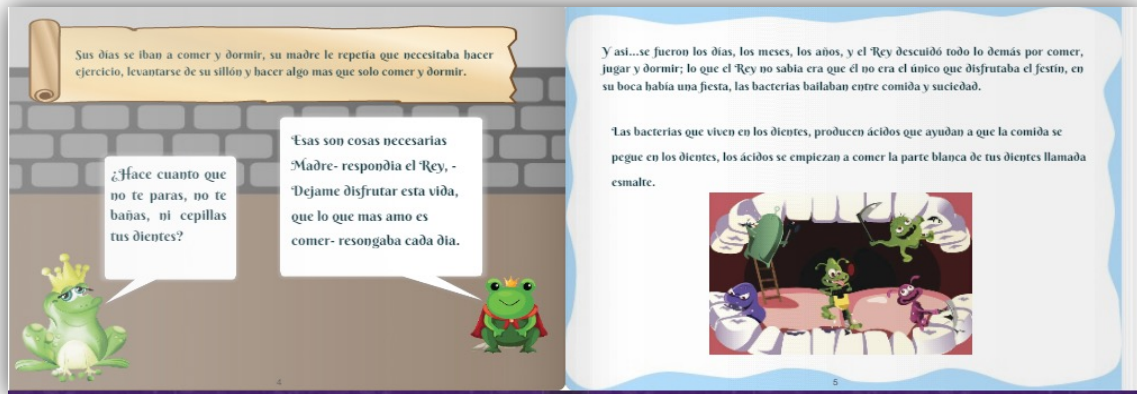 Sus días se iban a comer y dormir, su madre le repetía que necesitaba hacer
ejercicio, levantarse de su sillón y hacer algo mas que solo comer y dormir.
¿Hace cuanto que
no te paras, no te
bañas, ni cepillas
tus dientes?
Esas son cosas necesarias
Madre- respondia el Rey, -
Dejame disfrutar esta vida,
que lo que mas amo es
comer- resongaba cada dia.
4
Y asi...se fueron los días, los meses, los años, y el Rey descuidó todo lo demás por comer,
jugar y dormir; lo que el Rey no sabia era que él no era el único que disfrutaba el festín, en
su boca había una fiesta, las bacterias bailaban entre comida y suciedad.
Las bacterias que viven en los dientes, producen ácidos que ayudan a que la comida se
pegue en los dientes, los ácidos se empiezan a comer la parte blanca de tus dientes llamada
esmalte.
5